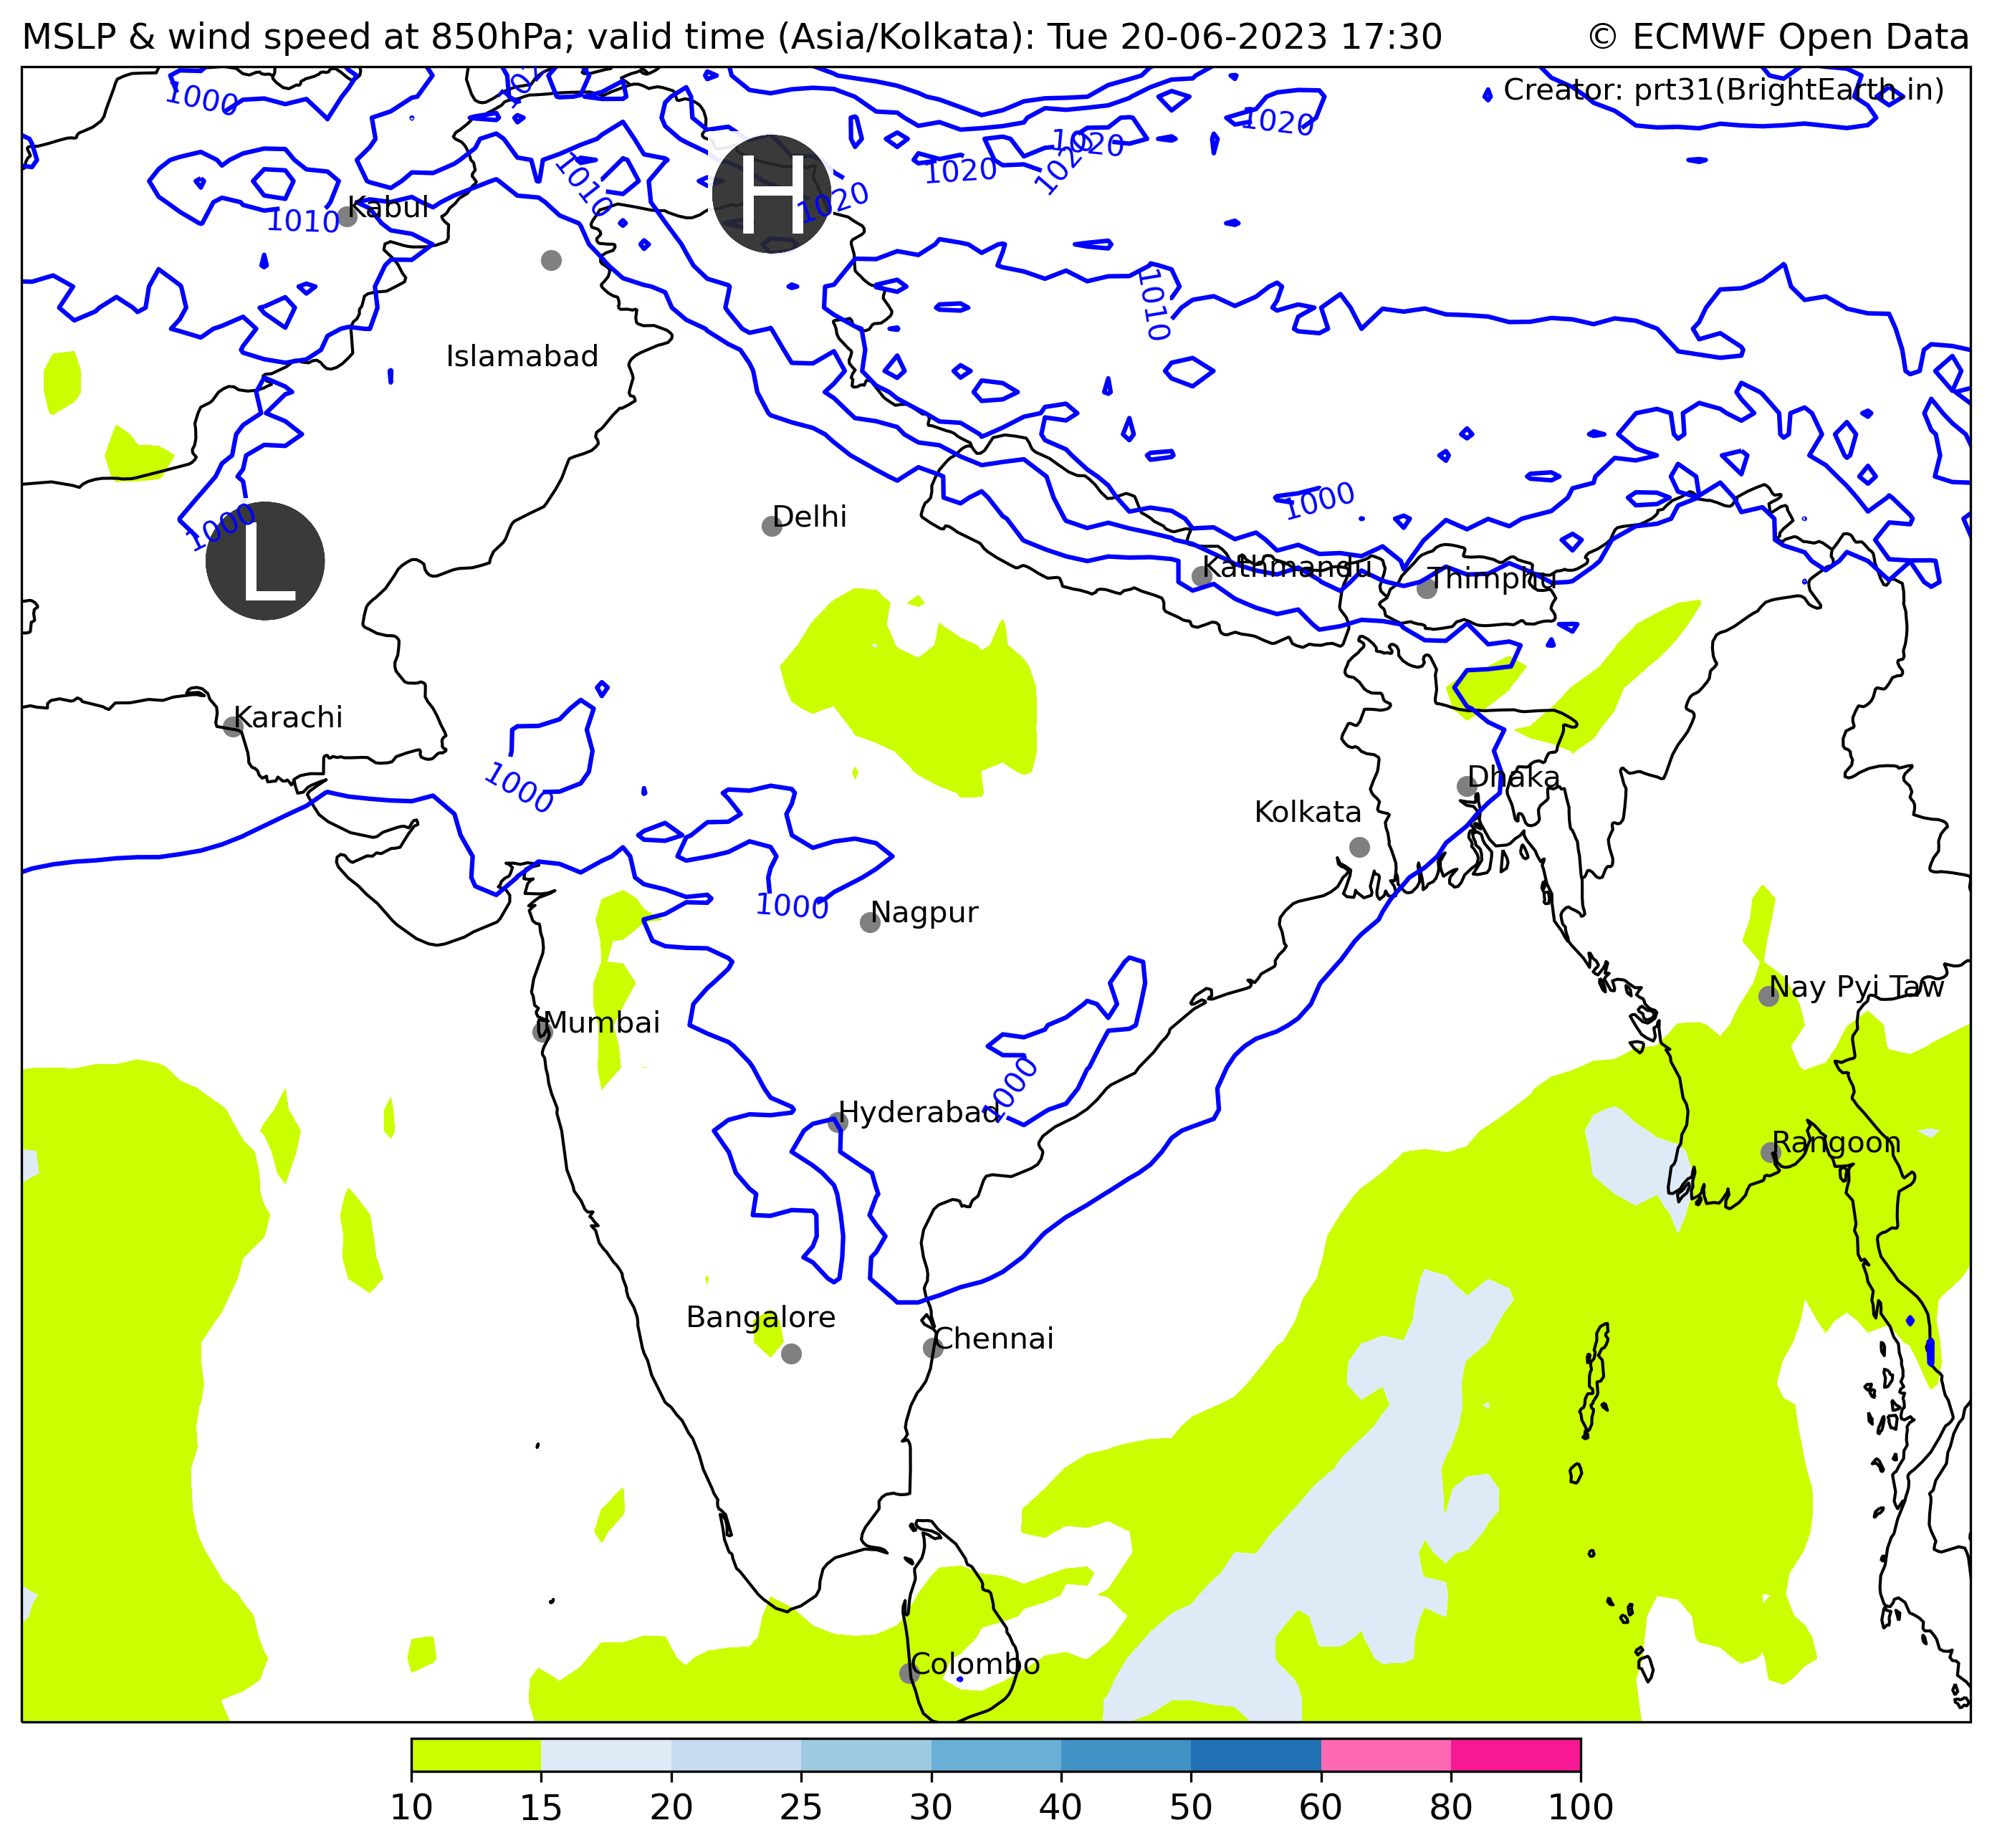 MSLP & wind speed at 850hPa; valid time (Asia/Kolkata): Tue 20-06-2023 17:30
© ECMWF Open Data
Creator: prt31(BrightEarth.in)
1000
1020
1020
1020
1020
1010
H
1020
1010
Kabul
1010
Islamabad
1000
Delhi
1000
L
Kathmandu
Thimphu
Karachi
1000
Dhaka
Kolkata
1000
Nagpur
Nay Pyi Taw
Mumbai
1000
Hyderabad
Rangoon
Bangalore
Chennai
Colombo
10 15 20 25 30 40 50 60 80 100